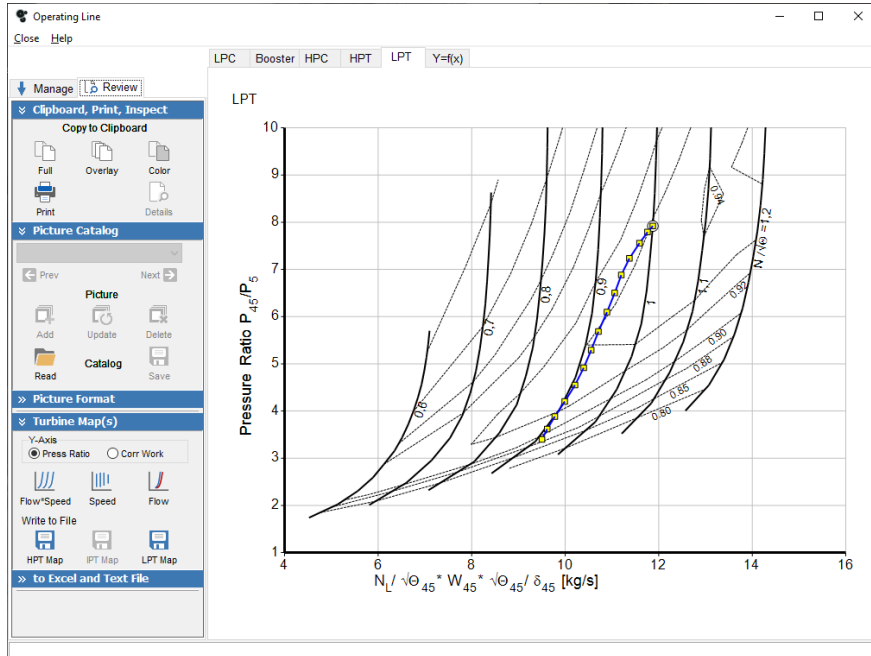 Operating Line
Close Help
LPC Booster HPC HPT LPT Y=f(x)
Manage Review
Clipboard, Print, Inspect
Copy to Clipboard
Full Overlay Color
Print Details
Picture Catalog
Prev Next
Picture
Add Update Delete
Read Catalog Save
Picture Format
Turbine Map(s)
Y-Axis
Press Ratio Corr Work
Flow*Speed Speed Flow
Write to File
HPT Map IPT Map LPT Map
to Excel and Text File
LPT
Pressure Ratio P45/P5
10
9
8
7
6
5
4
3
2
1
4 6 8 10 12 14 16
NL/ √Θ45* W45* √Θ45/ δ45 [kg/s]
0,6
0,7
0,8
0,9
1
1,1
N /√Θ =1,2
0.94
0.92
0.90
0.88
0.85
0.80